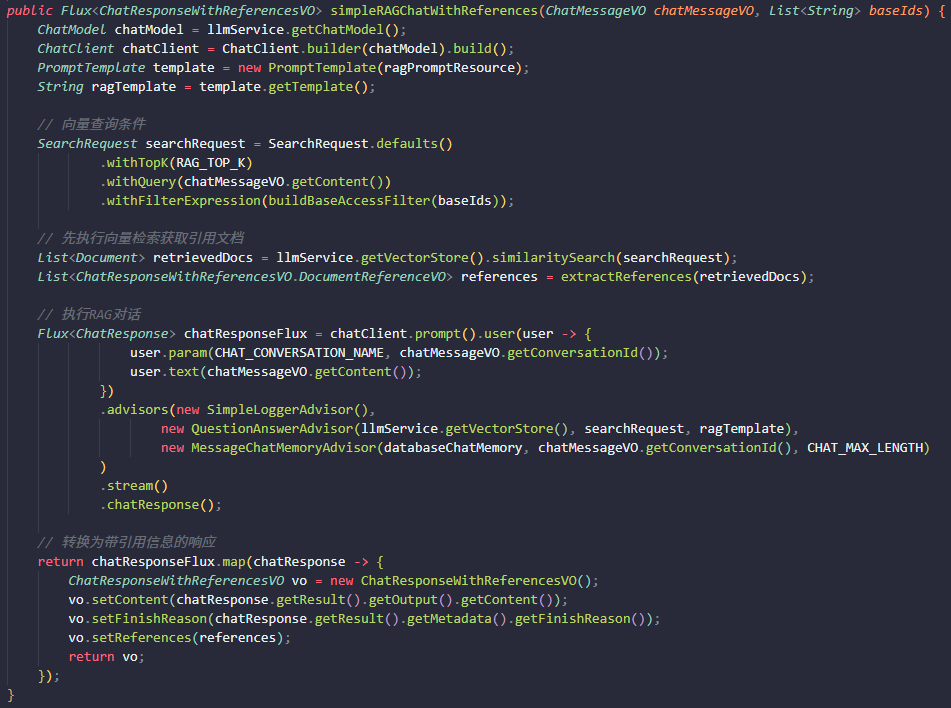 public Flux<ChatResponseWithReferencesVO> simpleRAGChatWithReferences(ChatMessageVO chatMessageVO, List<String> baseIds) {
    ChatModel chatModel = llmService.getChatModel();
    ChatClient chatClient = ChatClient.builder(chatModel).build();
    PromptTemplate template = new PromptTemplate(ragPromptResource);
    String ragTemplate = template.getTemplate();

    // 向量查询条件
    SearchRequest searchRequest = SearchRequest.defaults()
            .withTopK(RAG_TOP_K)
            .withQuery(chatMessageVO.getContent())
            .withFilterExpression(buildBaseAccessFilter(baseIds));

    // 先执行向量检索获取引用文档
    List<Document> retrievedDocs = llmService.getVectorStore().similaritySearch(searchRequest);
    List<ChatResponseWithReferencesVO.DocumentReferenceVO> references = extractReferences(retrievedDocs);

    // 执行RAG对话
    Flux<ChatResponse> chatResponseFlux = chatClient.prompt().user(user -> {
                user.param(CHAT_CONVERSATION_NAME, chatMessageVO.getConversationId());
                user.text(chatMessageVO.getContent());
            })
            .advisors(new SimpleLoggerAdvisor(),
                    new QuestionAnswerAdvisor(llmService.getVectorStore(), searchRequest, ragTemplate),
                    new MessageChatMemoryAdvisor(databaseChatMemory, chatMessageVO.getConversationId(), CHAT_MAX_LENGTH)
            )
            .stream()
            .chatResponse();

    // 转换为带引用信息的响应
    return chatResponseFlux.map(chatResponse -> {
        ChatResponseWithReferencesVO vo = new ChatResponseWithReferencesVO();
        vo.setContent(chatResponse.getResult().getOutput().getContent());
        vo.setFinishReason(chatResponse.getResult().getMetadata().getFinishReason());
        vo.setReferences(references);
        return vo;
    });
}